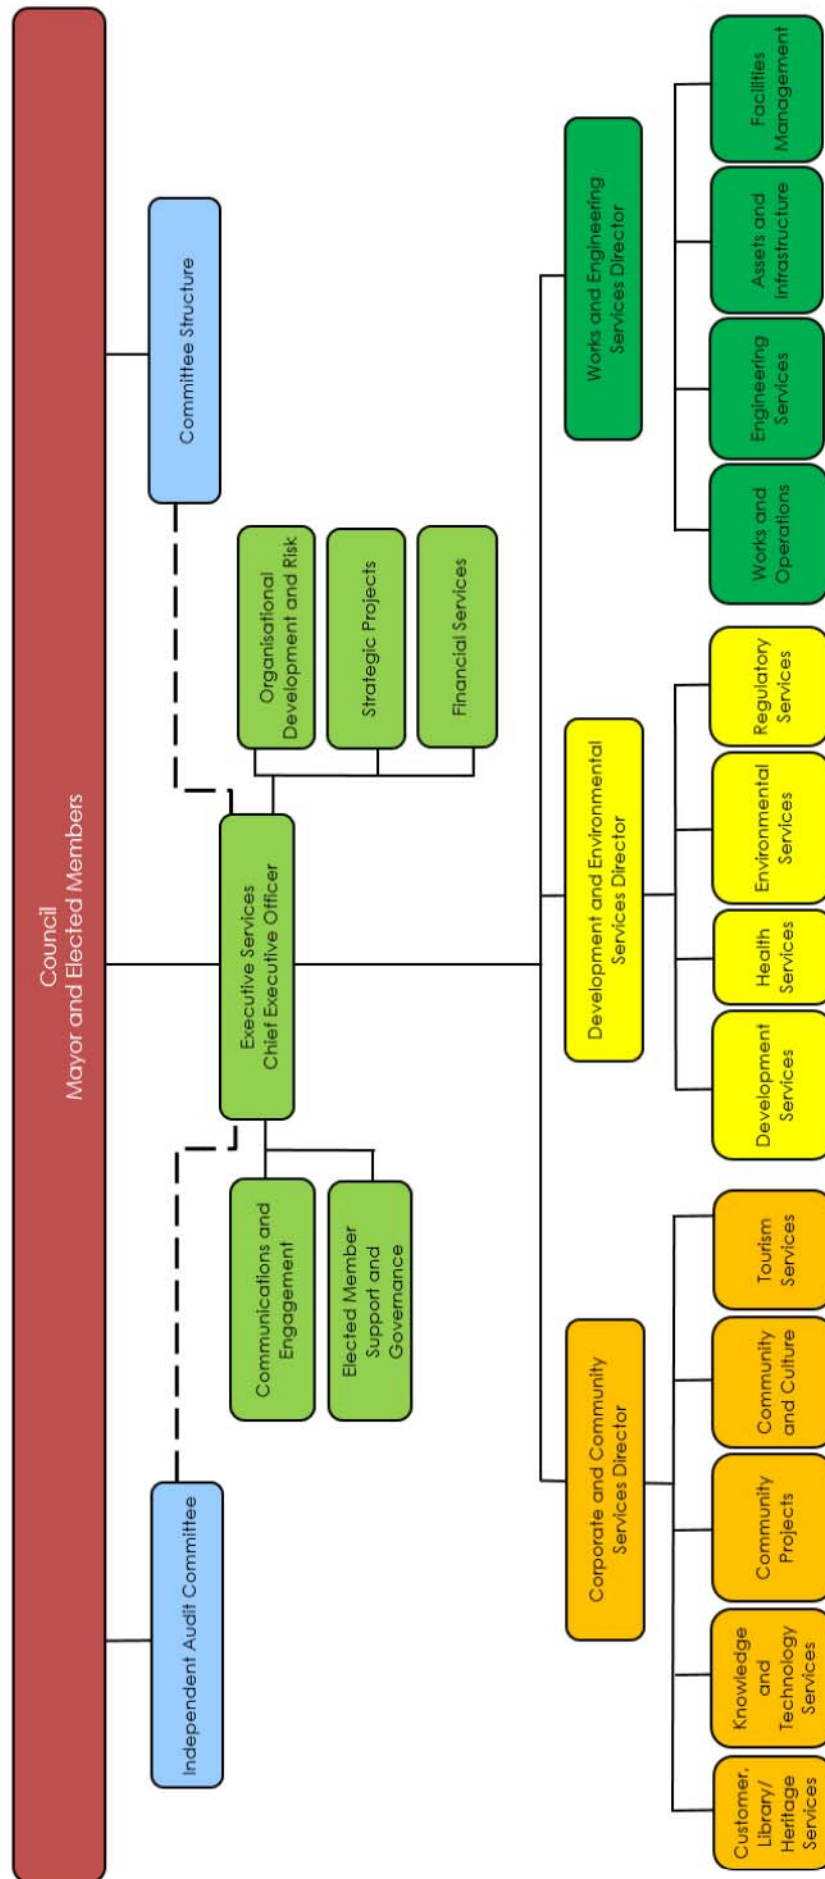 Council
Mayor and Elected Members
Independent Audit Committee
Committee Structure
Executive Services
Chief Executive Officer
Communications and
Engagement
Elected Member
Support and
Governance
Organisational
Development and Risk
Strategic Projects
Financial Services
Corporate and Community
Services Director
Development and Environmental
Services Director
Works and Engineering
Services Director
Customer,
Library/
Heritage
Services
Knowledge
and
Technology
Services
Community
Projects
Community
and Culture
Tourism
Services
Development
Services
Health
Services
Environmental
Services
Regulatory
Services
Works and
Operations
Engineering
Services
Assets and
Infrastructure
Facilities
Management